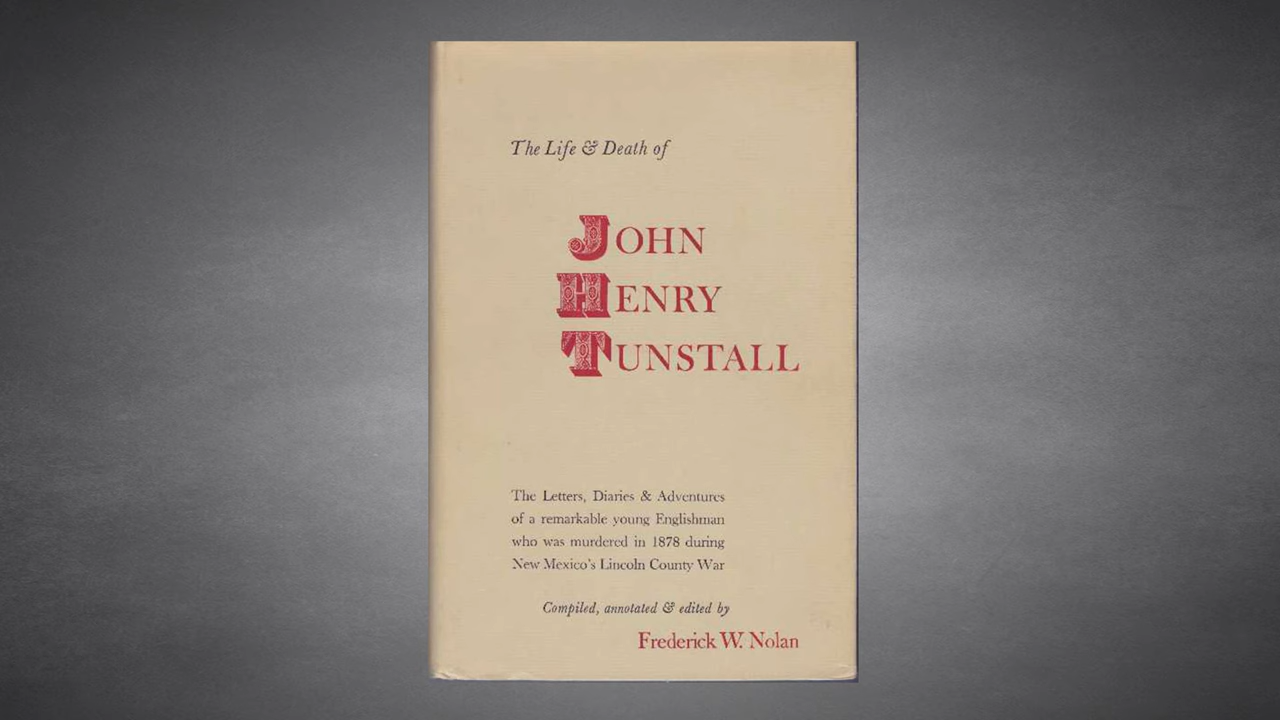 The Life & Death of
JOHN
HENRY
TUNSTALL
The Letters, Diaries & Adventures
of a remarkable young Englishman
who was murdered in 1878 during
New Mexico's Lincoln County War
Compiled, annotated & edited by
Frederick W. Nolan